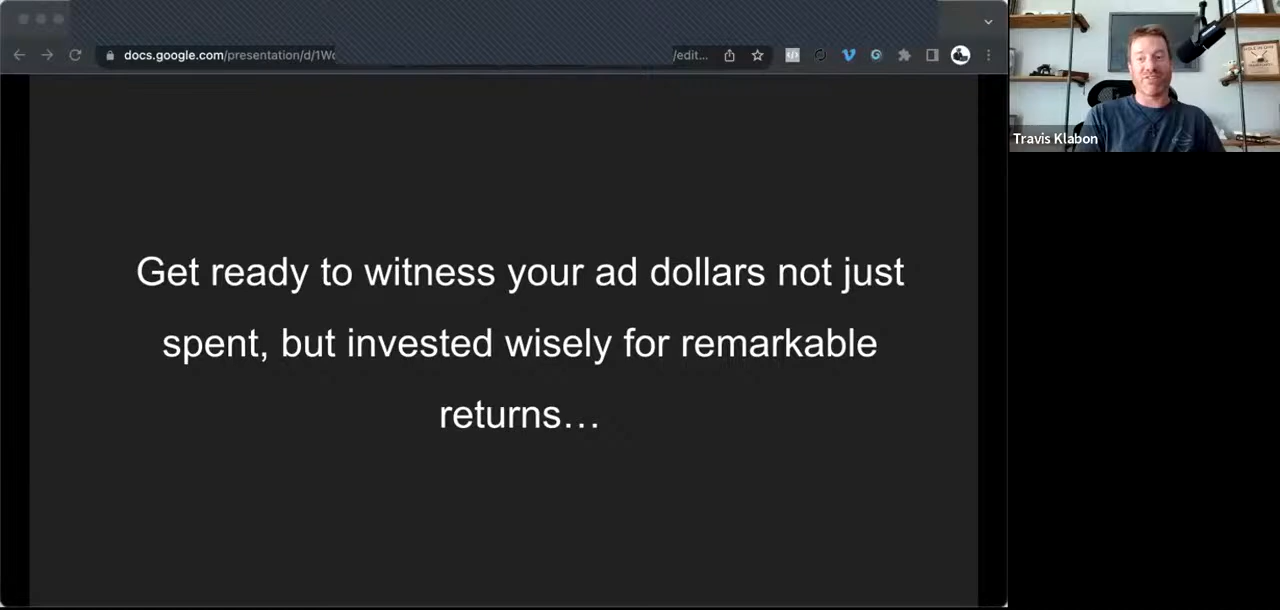 docs.google.com/presentation/d/1W
/edit...
Travis Klabon
Get ready to witness your ad dollars not just
spent, but invested wisely for remarkable
returns…